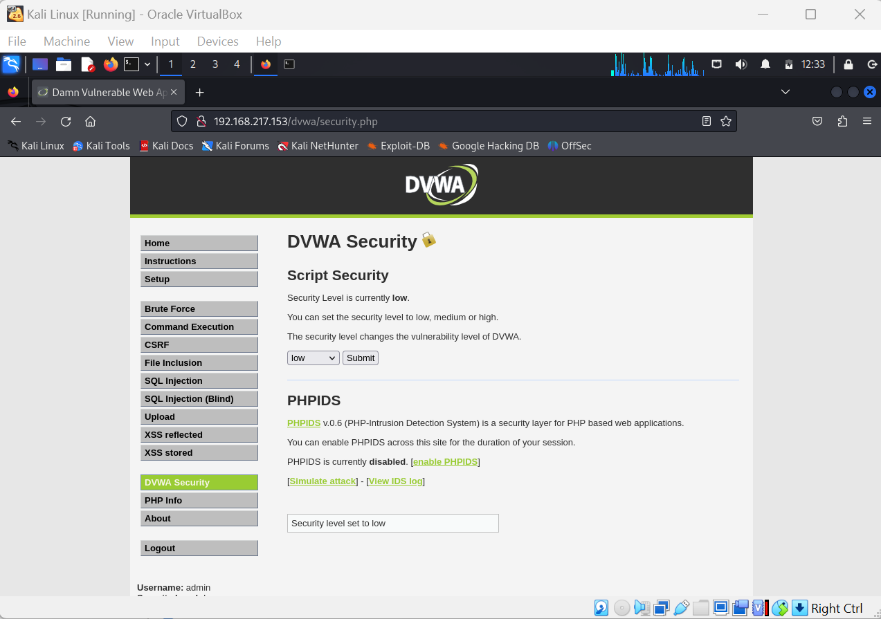 Kali Linux [Running] - Oracle VirtualBox
File Machine View Input Devices Help
1 2 3 4 12:33
Damn Vulnerable Web Ap
192.168.217.153/dvwa/security.php
Kali Linux Kali Tools Kali Docs Kali Forums Kali NetHunter Exploit-DB Google Hacking DB OffSec
DVWA
Home
Instructions
Setup
Brute Force
Command Execution
CSRF
File Inclusion
SQL Injection
SQL Injection (Blind)
Upload
XSS reflected
XSS stored
DVWA Security
PHP Info
About
Logout
Username: admin
DVWA Security
Script Security
Security Level is currently low.
You can set the security level to low, medium or high.
The security level changes the vulnerability level of DVWA.
low Submit
PHPIDS
PHPIDS v.0.6 (PHP-Intrusion Detection System) is a security layer for PHP based web applications.
You can enable PHPIDS across this site for the duration of your session.
PHPIDS is currently disabled. [enable PHPIDS]
[Simulate attack] - [View IDS log]
Security level set to low
Right Ctrl